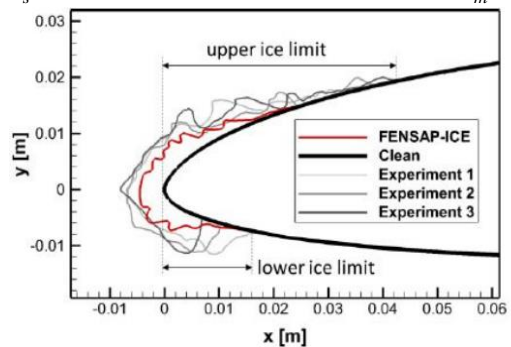 s m
0.03
upper ice limit
0.02
0.01
0
-0.01
y [m]
FENSAP-ICE
Clean
Experiment 1
Experiment 2
Experiment 3
lower ice limit
-0.01 0 0.01 0.02 0.03 0.04 0.05 0.06
x [m]